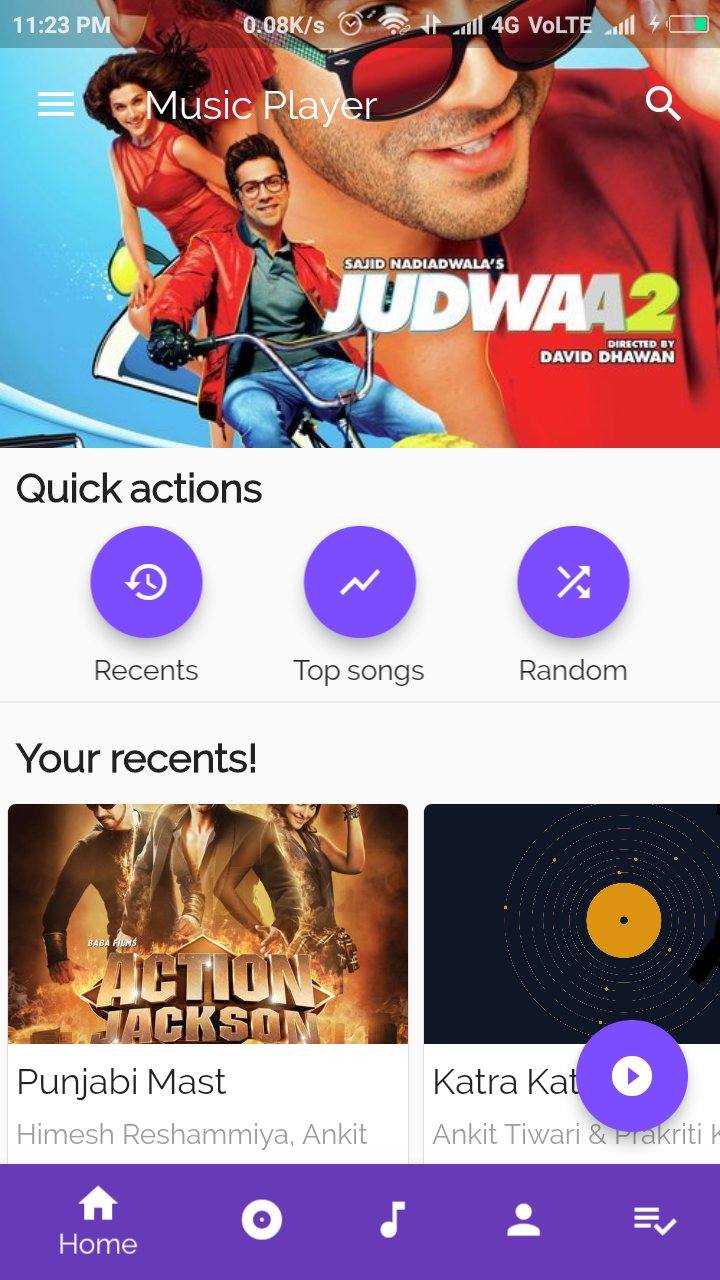 11:23 PM 0.08K/s 4G VoLTE
Music Player
SAJID NADIADWALA'S
JUDWAA2
DIRECTED BY
DAVID DHAWAN
Quick actions
Recents Top songs Random
Your recents!
BABA FILMS
ACTION
JACKSON
Punjabi Mast Katra Kat
Himesh Reshammiya, Ankit Ankit Tiwari & Prakriti K
Home